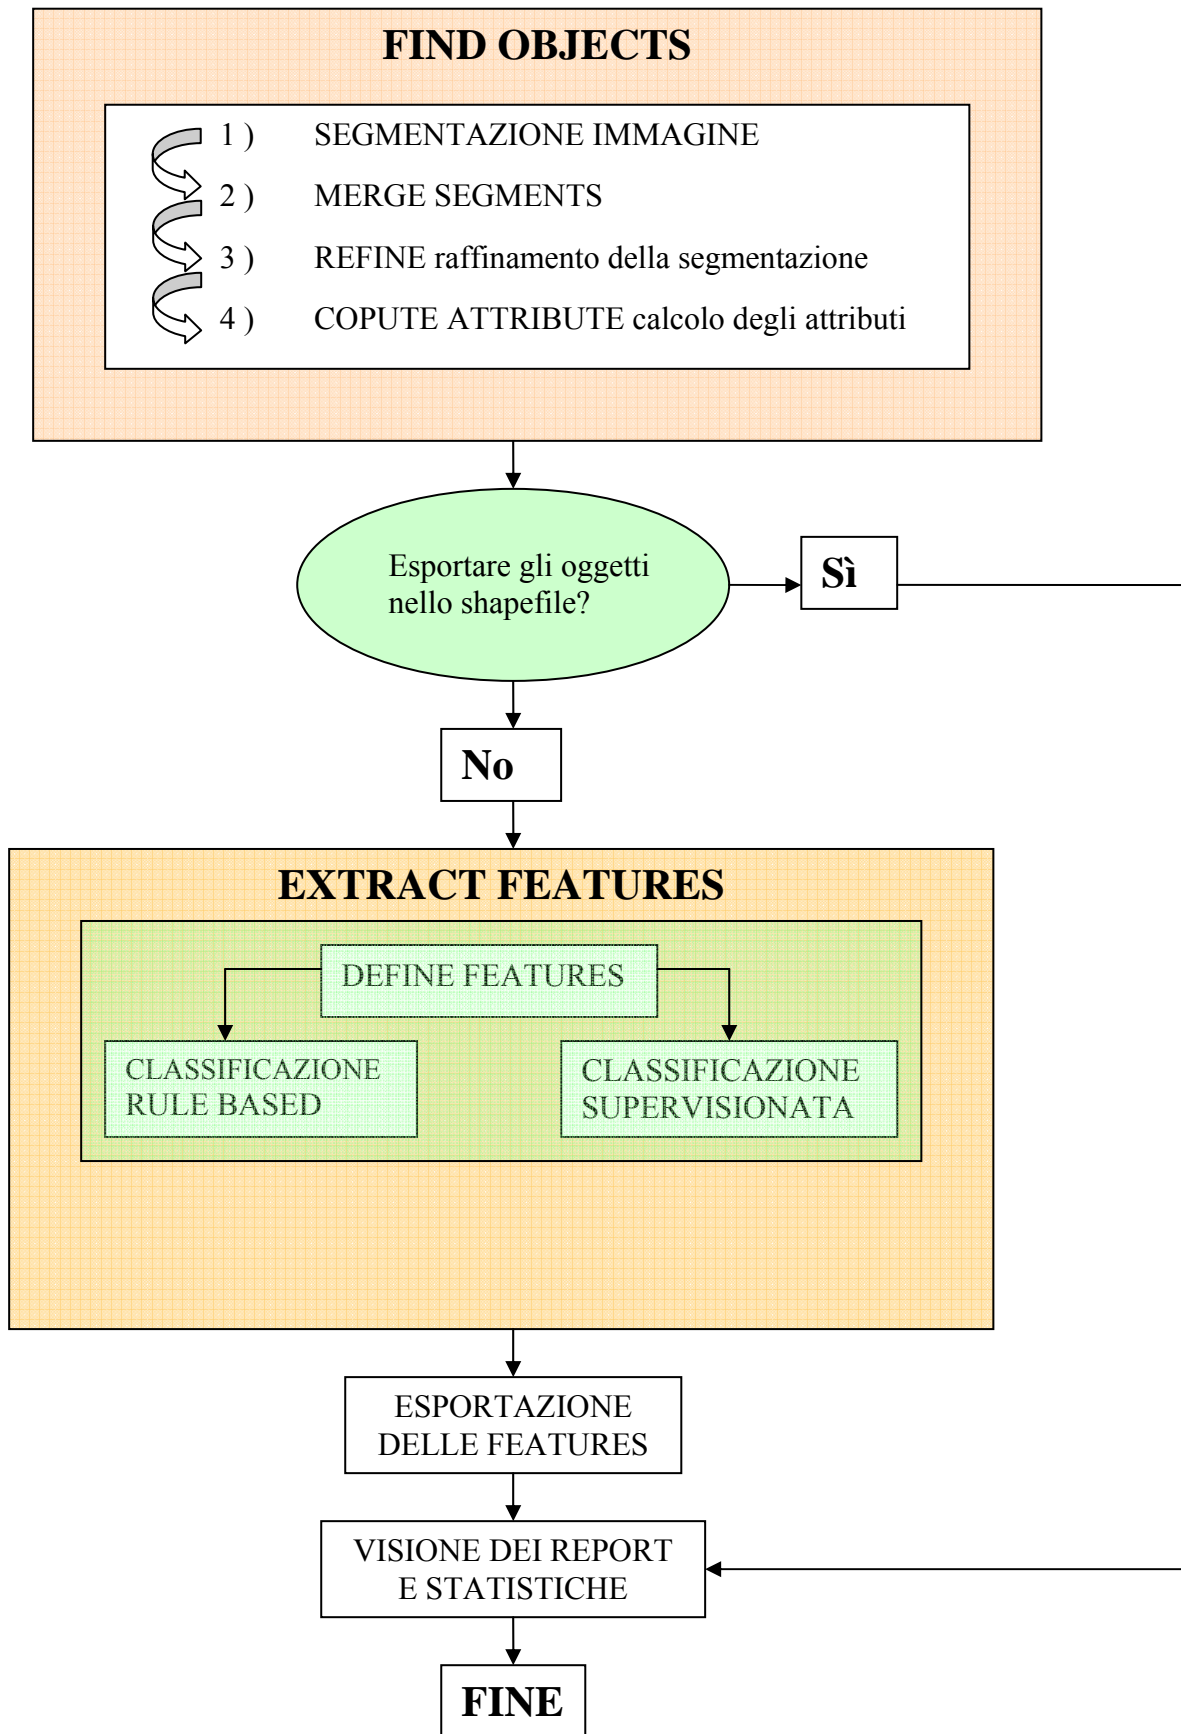 FIND OBJECTS
1 ) SEGMENTAZIONE IMMAGINE
2 ) MERGE SEGMENTS
3 ) REFINE raffinamento della segmentazione
4 ) COPUTE ATTRIBUTE calcolo degli attributi
Esportare gli oggetti
nello shapefile?
Sì
No
EXTRACT FEATURES
DEFINE FEATURES
CLASSIFICAZIONE
RULE BASED
CLASSIFICAZIONE
SUPERVISIONATA
ESPORTAZIONE
DELLE FEATURES
VISIONE DEI REPORT
E STATISTICHE
FINE